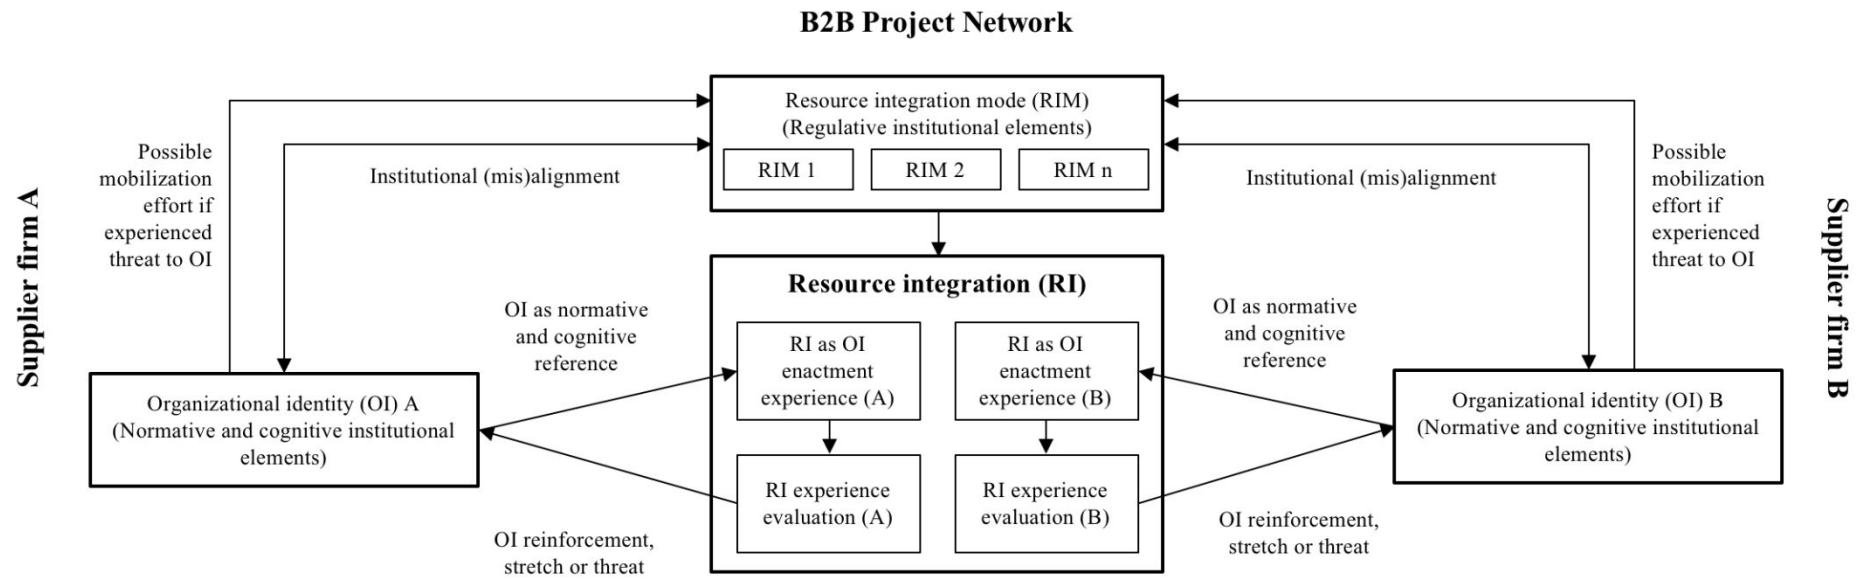 B2B Project Network
Supplier firm A
Possible
mobilization
effort if
experienced
threat to OI
Institutional (mis)alignment
Resource integration mode (RIM)
(Regulative institutional elements)
RIM 1
RIM 2
RIM n
Institutional (mis)alignment
Possible
mobilization
effort if
experienced
threat to OI
Supplier firm B
OI as normative
and cognitive
reference
Resource integration (RI)
RI as OI
enactment
experience (A)
RI as OI
enactment
experience (B)
OI as normative
and cognitive
reference
Organizational identity (OI) A
(Normative and cognitive institutional
elements)
Organizational identity (OI) B
(Normative and cognitive institutional
elements)
RI experience
evaluation (A)
RI experience
evaluation (B)
OI reinforcement,
stretch or threat
OI reinforcement,
stretch or threat